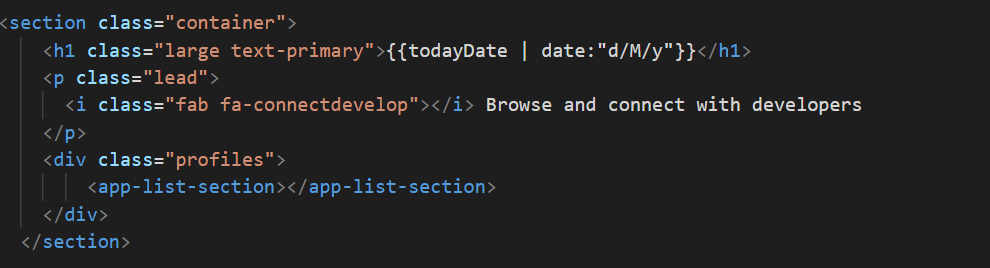 <section class="container">
<h1 class="large text-primary">{{todayDate | date:"d/M/y"}}</h1>
<p class="lead">
<i class="fab fa-connectdevelop"></i> Browse and connect with developers
</p>
<div class="profiles">
<app-list-section></app-list-section>
</div>
</section>